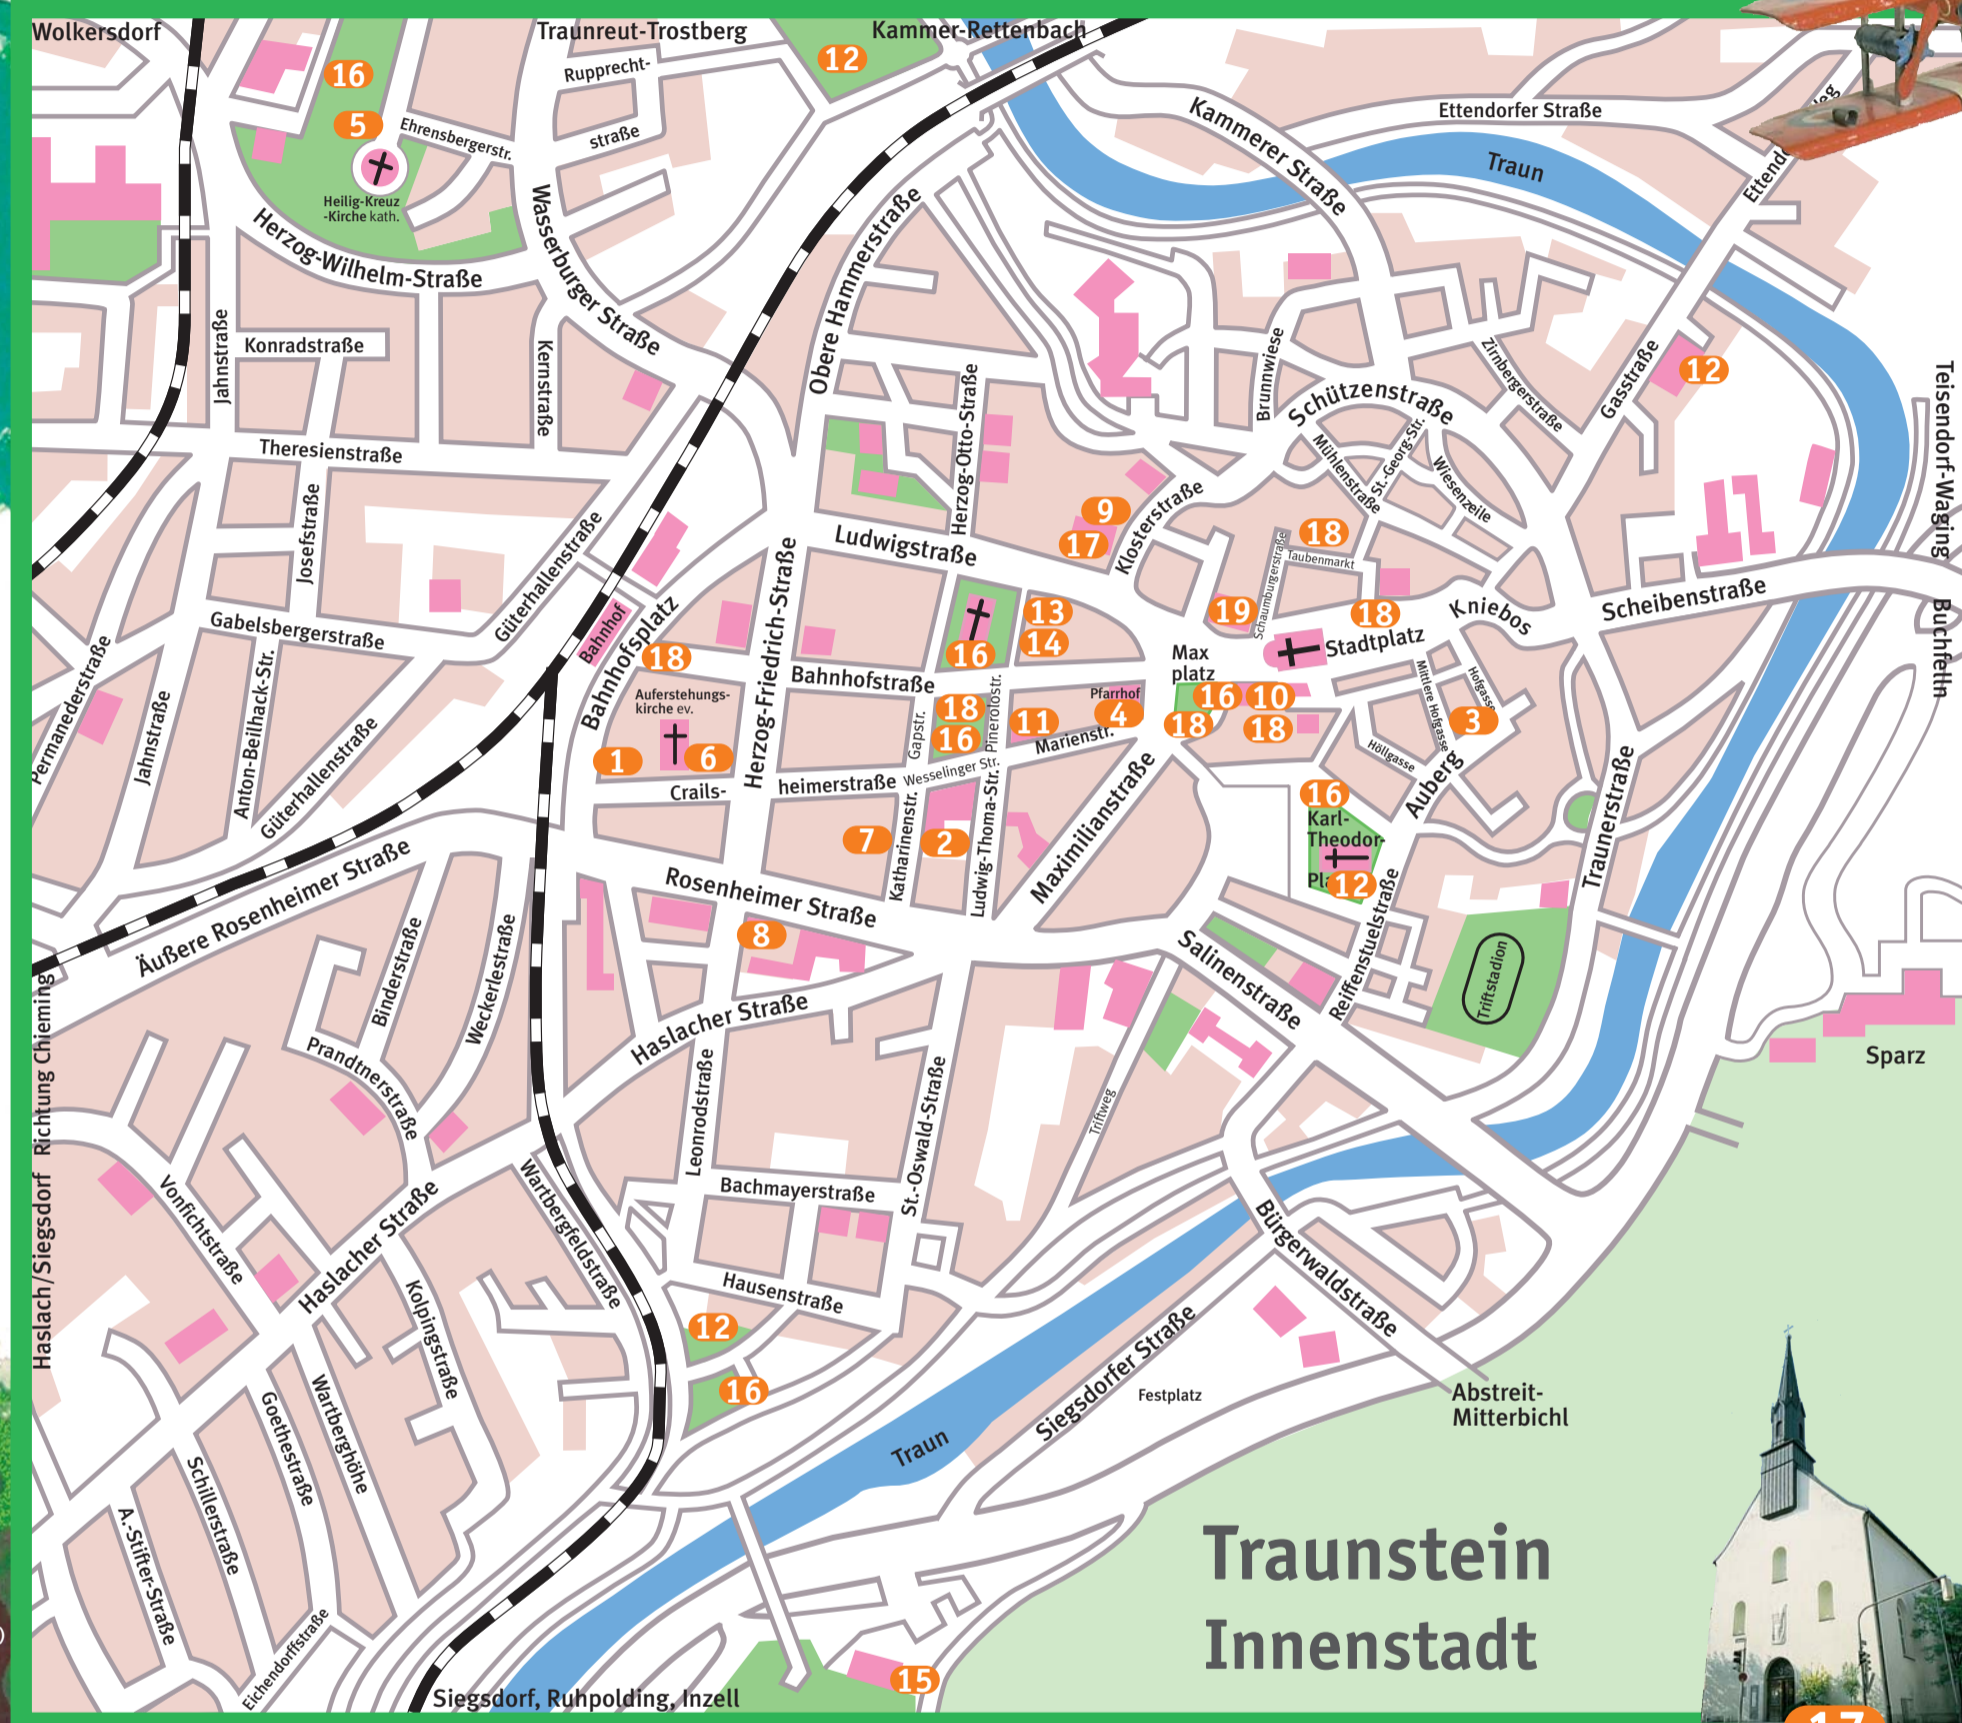 Wolkersdorf
Traunreut-Trostberg
Kammer-Rettenbach
12
16
5
Rupprecht-
straße
Ehrensbergerstr.
Heilig-Kreuz
-Kirche kath.
Herzog-Wilhelm-Straße
Wasserburger Straße
Kammerer Straße
Ettendorfer Straße
Traun
Obere Hammerstraße
Jahnstraße
Konradstraße
Kernstraße
Theresienstraße
Josefstraße
Herzog-Otto-Straße
Brunnwiese
Schützenstraße
Zirnbergerstraße
Gasstraße
12
Teisendorf-Waging
Buchfelln
Mühlenstraße
St.-Georg-Str.
Wiesenzeile
Klosterstraße
9
17
Ludwigstraße
Güterhallenstraße
Gabelsbergerstraße
Bahnhof
Bahnhofsplatz
18
Herzog-Friedrich-Straße
16
13
14
18
Taubenmarkt
Schaumburgerstraße
19
18
Stadtplatz
Kniebos
Scheibenstraße
Max
platz
16
10
18
18
Bahnhofstraße
Auferstehungs-
kirche ev.
1
6
Crails-
heimerstraße
Gapstr.
18
16
Pinerolostr.
11
Pfarrhof
4
Marienstr.
Wesselinger Str.
Mittlere Hofgasse
Hofgasse
3
Höllgasse
Auberg
Permanederstraße
Jahnstraße
Anton-Beilhack-Str.
Güterhallenstraße
7
Katharinenstr.
2
Ludwig-Thoma-Str.
Maximilianstraße
16
Karl-
Theodor-
12
Traunerstraße
Rosenheimer Straße
8
Äußere Rosenheimer Straße
Binderstraße
Weckerlestraße
Haslacher Straße
Salinenstraße
Reiffenstuelstraße
Triftstadion
Richtung Chieming
Haslach/Siegsdorf
Prandtnerstraße
Leonrodstraße
St.-Oswald-Straße
Triftweg
Sparz
Bachmayerstraße
Vonfichtstraße
Haslacher Straße
Wartbergfeldstraße
Kolpingstraße
Hausenstraße
12
16
Bürgerwaldstraße
Siegsdorfer Straße
Festplatz
Abstreit-
Mitterbichl
Traun
Goethestraße
Wartberghöhe
Schillerstraße
A.-Stifter-Straße
Eichendorffstraße
Siegsdorf, Ruhpolding, Inzell
15
Traunstein
Innenstadt
17